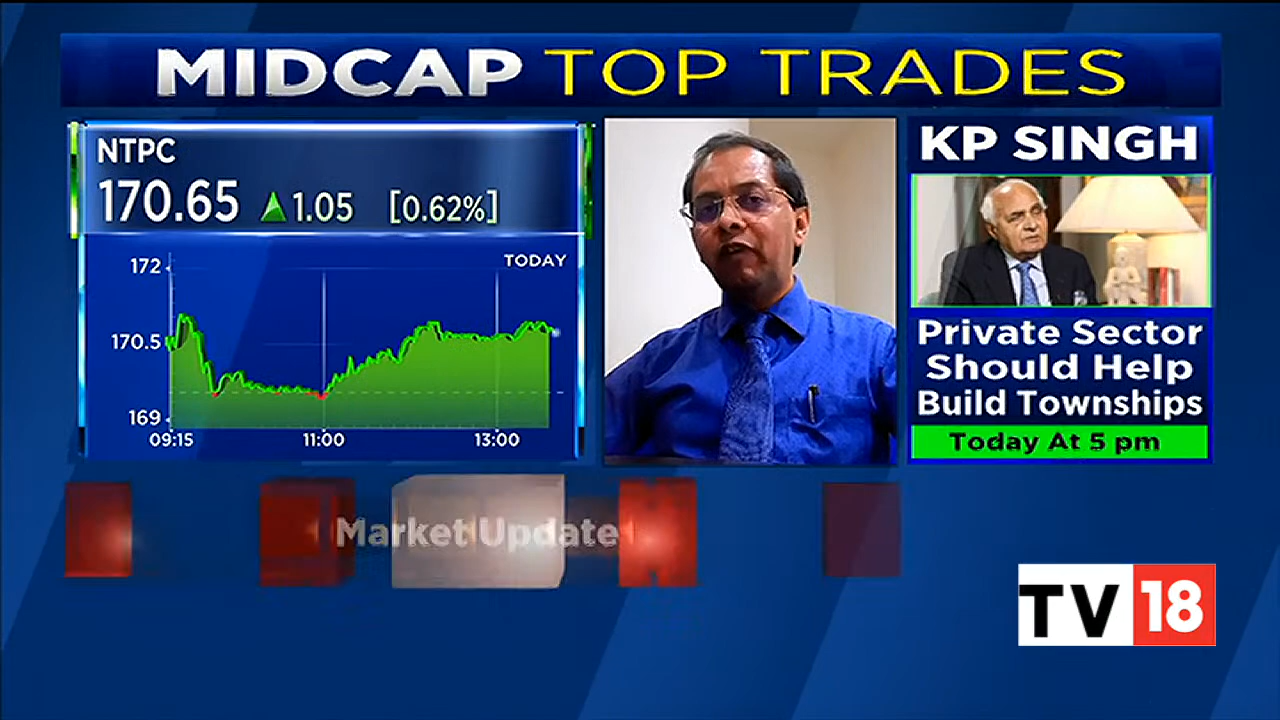 MIDCAP TOP TRADES
NTPC
170.65 ▲ 1.05 [0.62%]
TODAY
172
170.5
169
09:15 11:00 13:00
KP SINGH
Private Sector
Should Help
Build Townships
Today At 5 pm
Market Update
TV18